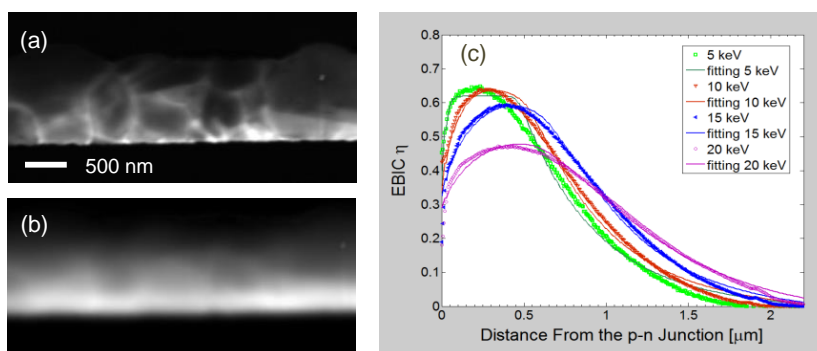 (a)
500 nm
(b)
(c)
0.8
0.7
0.6
0.5
0.4
0.3
0.2
0.1
0
EBIC η
5 keV
fitting 5 keV
10 keV
fitting 10 keV
15 keV
fitting 15 keV
20 keV
fitting 20 keV
0 0.5 1 1.5 2
Distance From the p-n Junction [μm]